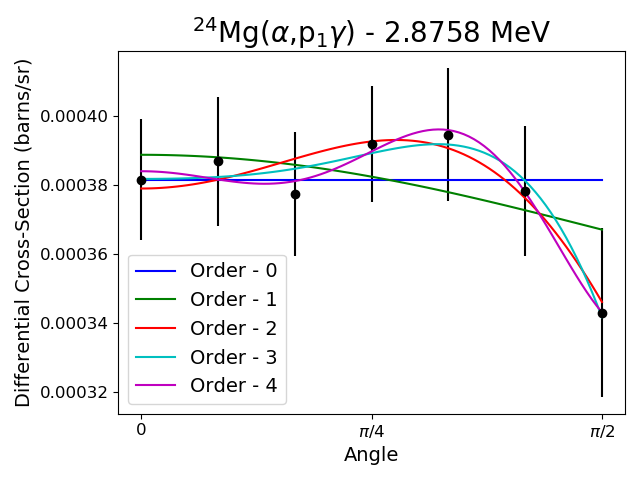 ²⁴Mg(α,p₁γ) - 2.8758 MeV
Differential Cross-Section (barns/sr)
0.00040
0.00038
0.00036
0.00034
0.00032
Order - 0
Order - 1
Order - 2
Order - 3
Order - 4
0 π/4 π/2
Angle